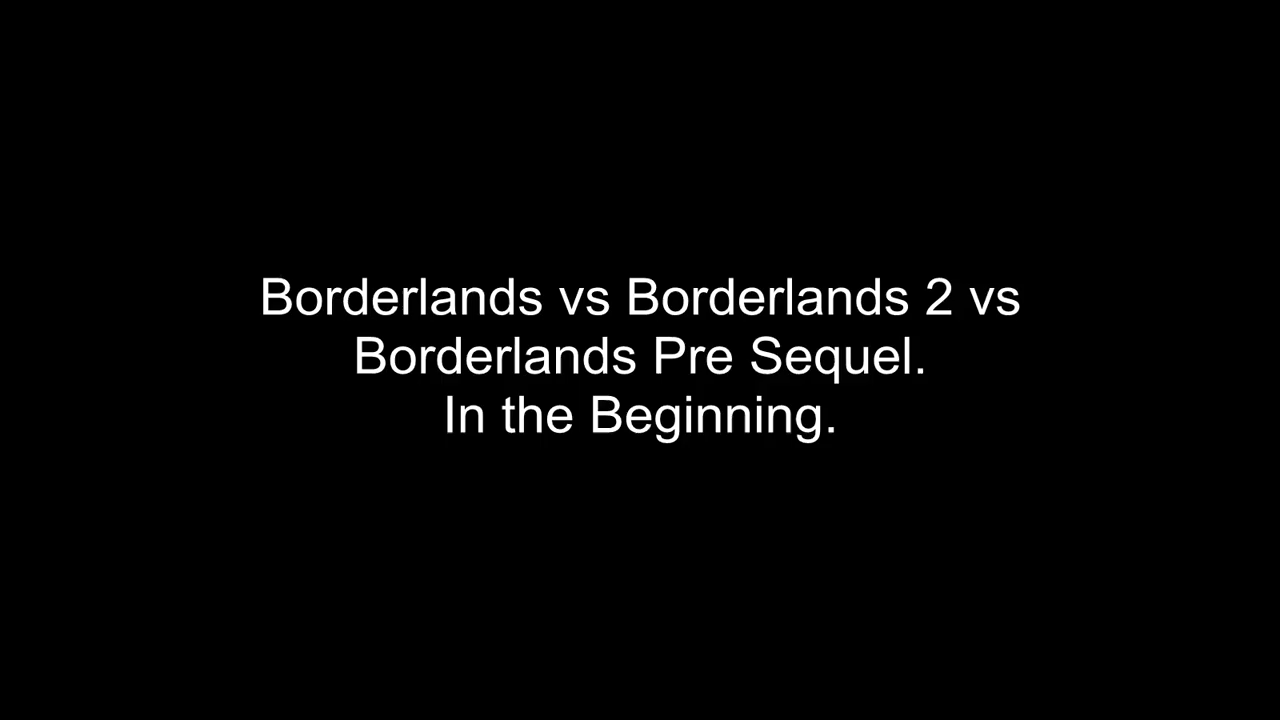 Borderlands vs Borderlands 2 vs
Borderlands Pre Sequel.
In the Beginning.